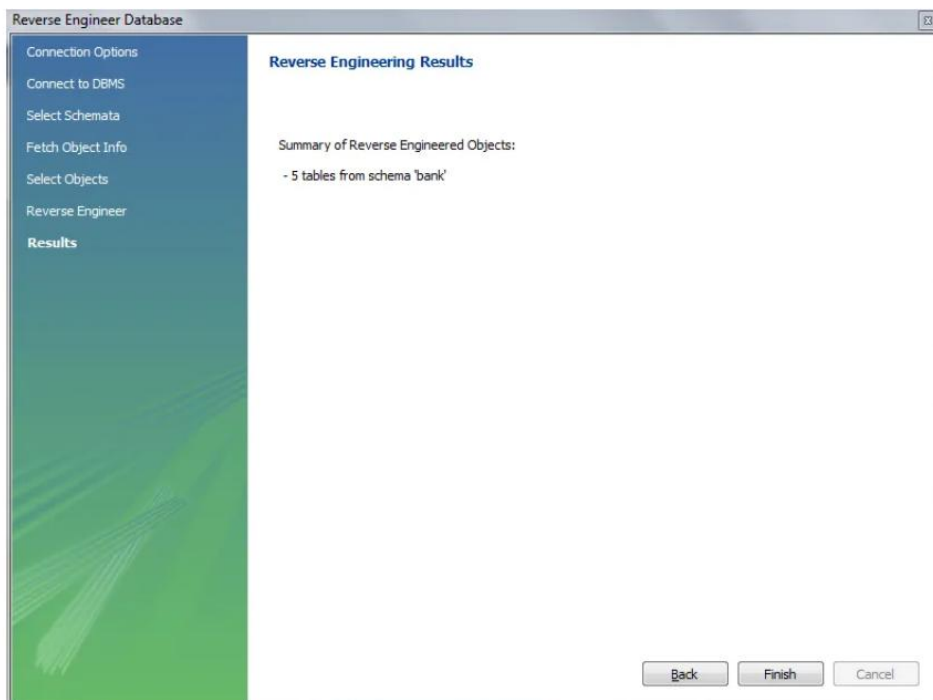 Reverse Engineer Database
Connection Options
Connect to DBMS
Select Schemata
Fetch Object Info
Select Objects
Reverse Engineer
Results
Reverse Engineering Results
Summary of Reverse Engineered Objects:
- 5 tables from schema 'bank'
Back Finish Cancel